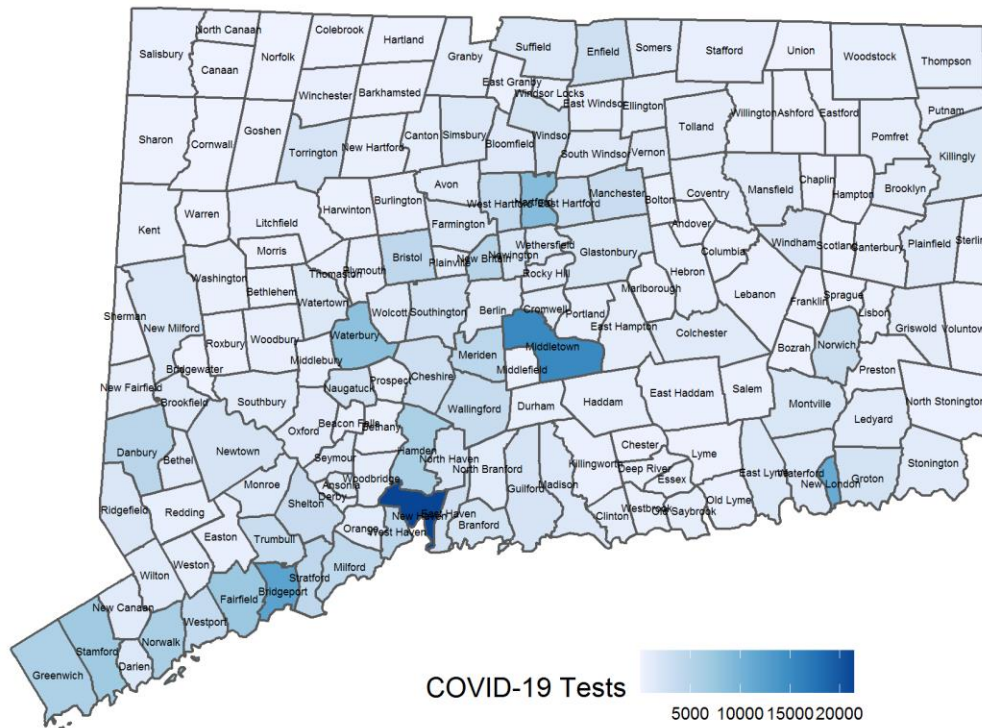 North Canaan
Colebrook
Hartland
Suffield
Enfield
Somers
Stafford
Union
Woodstock
Thompson
Salisbury
Canaan
Norfolk
Granby
East Granby
Windsor Locks
Winchester
Barkhamsted
East Windsor
Ellington
Willington
Ashford
Eastford
Putnam
Sharon
Cornwall
Goshen
Torrington
New Hartford
Canton
Simsbury
Bloomfield
Windsor
South Windsor
Vernon
Tolland
Pomfret
Killingly
Avon
West Hartford
Hartford
East Hartford
Manchester
Bolton
Coventry
Mansfield
Chaplin
Hampton
Brooklyn
Kent
Warren
Litchfield
Harwinton
Burlington
Farmington
Andover
Morris
Bristol
Plainville
New Britain
Newington
Wethersfield
Glastonbury
Columbia
Windham
Scotland
Canterbury
Plainfield
Sterlin
Washington
Bethlehem
Thomaston
Plymouth
Rocky Hill
Hebron
Marlborough
Lebanon
Franklin
Sprague
Lisbon
Sherman
New Milford
Watertown
Wolcott
Southington
Berlin
Cromwell
Portland
East Hampton
Colchester
Griswold
Volunto
Roxbury
Woodbury
Waterbury
Middlebury
Middletown
Meriden
Middlefield
Bozrah
Norwich
Preston
Bridgewater
New Fairfield
Brookfield
Southbury
Naugatuck
Prospect
Cheshire
Wallingford
Durham
Haddam
East Haddam
Salem
Montville
Ledyard
North Stonington
Oxford
Beacon Falls
Bethany
Hamden
Danbury
Bethel
Newtown
Seymour
Woodbridge
North Haven
North Branford
Guilford
Madison
Killingworth
Chester
Deep River
Essex
Lyme
East Lyme
Waterford
New London
Groton
Stonington
Monroe
Ansonia
Derby
Shelton
Ridgefield
Redding
Easton
Trumbull
Orange
New Haven
East Haven
West Haven
Branford
Clinton
Westbrook
Old Saybrook
Old Lyme
Weston
Wilton
Stratford
Milford
New Canaan
Westport
Fairfield
Bridgeport
Norwalk
Greenwich
Stamford
Darien
COVID-19 Tests
5000 10000 15000 20000